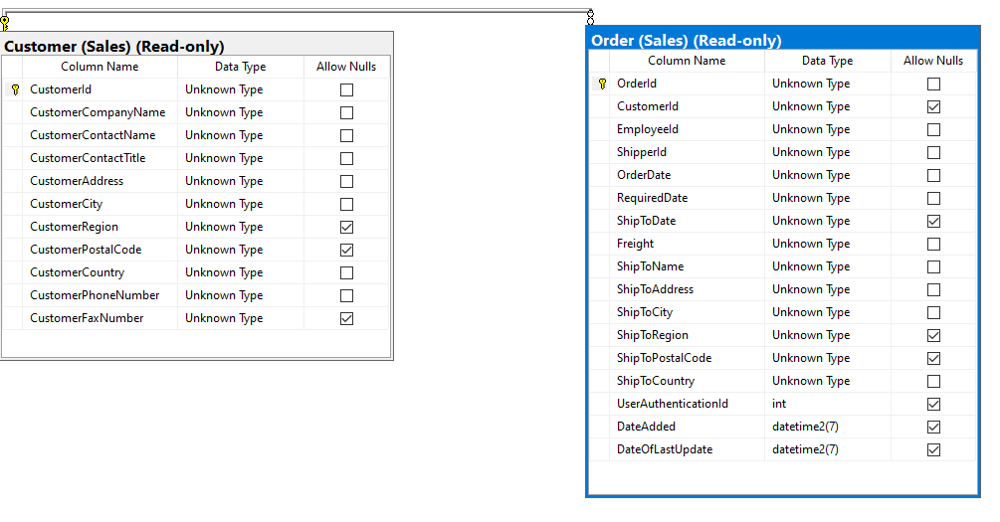 Customer (Sales) (Read-only)
Column Name Data Type Allow Nulls
CustomerId Unknown Type
CustomerCompanyName Unknown Type
CustomerContactName Unknown Type
CustomerContactTitle Unknown Type
CustomerAddress Unknown Type
CustomerCity Unknown Type
CustomerRegion Unknown Type
CustomerPostalCode Unknown Type
CustomerCountry Unknown Type
CustomerPhoneNumber Unknown Type
CustomerFaxNumber Unknown Type
Order (Sales) (Read-only)
Column Name Data Type Allow Nulls
OrderId Unknown Type
CustomerId Unknown Type
EmployeeId Unknown Type
ShipperId Unknown Type
OrderDate Unknown Type
RequiredDate Unknown Type
ShipToDate Unknown Type
Freight Unknown Type
ShipToName Unknown Type
ShipToAddress Unknown Type
ShipToCity Unknown Type
ShipToRegion Unknown Type
ShipToPostalCode Unknown Type
ShipToCountry Unknown Type
UserAuthenticationId int
DateAdded datetime2(7)
DateOfLastUpdate datetime2(7)